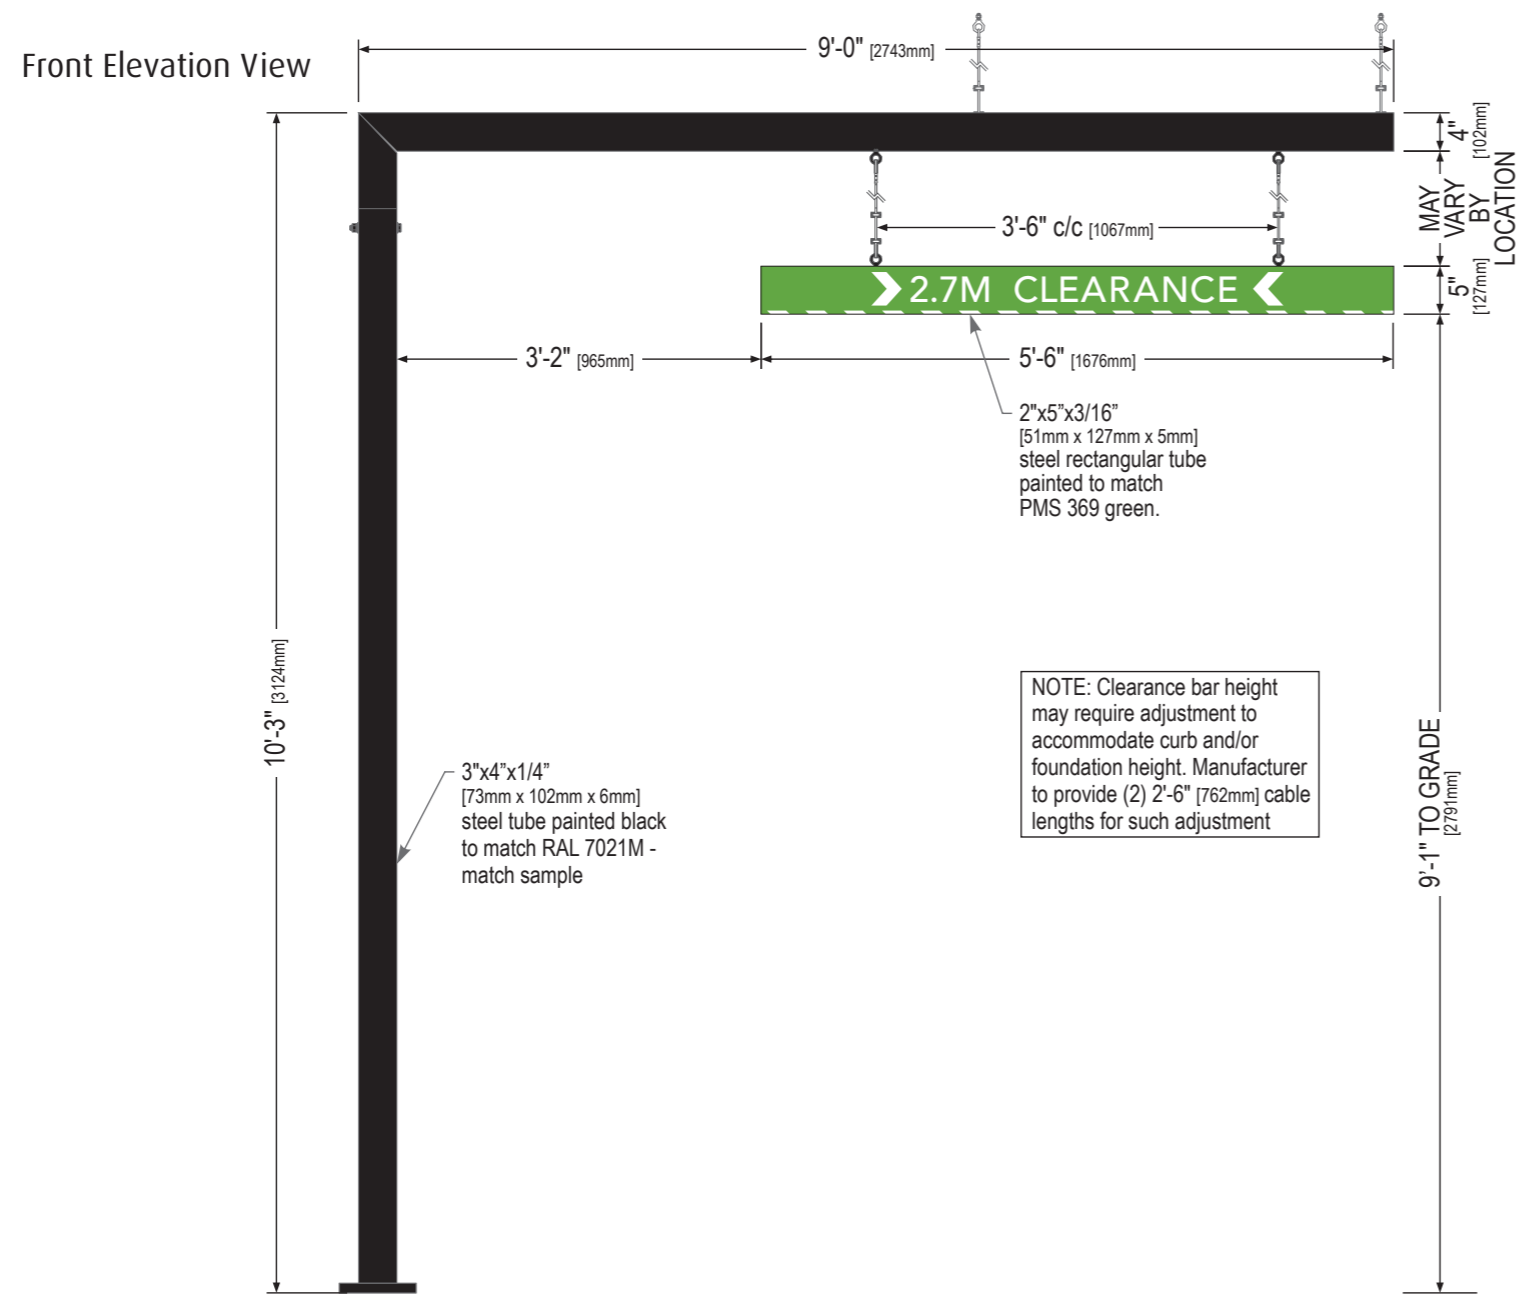 Front Elevation View
9'-0" [2743mm]
4"
[102mm]
MAY
VARY
BY
LOCATION
3'-6" c/c [1067mm]
2.7M CLEARANCE
5"
[127mm]
3'-2" [965mm]
5'-6" [1676mm]
2"x5”x3/16”
[51mm x 127mm x 5mm]
steel rectangular tube
painted to match
PMS 369 green.
10'-3" [3124mm]
NOTE: Clearance bar height
may require adjustment to
accommodate curb and/or
foundation height. Manufacturer
to provide (2) 2'-6" [762mm] cable
lengths for such adjustment
3"x4”x1/4”
[73mm x 102mm x 6mm]
steel tube painted black
to match RAL 7021M -
match sample
9'-1" TO GRADE
[2791mm]